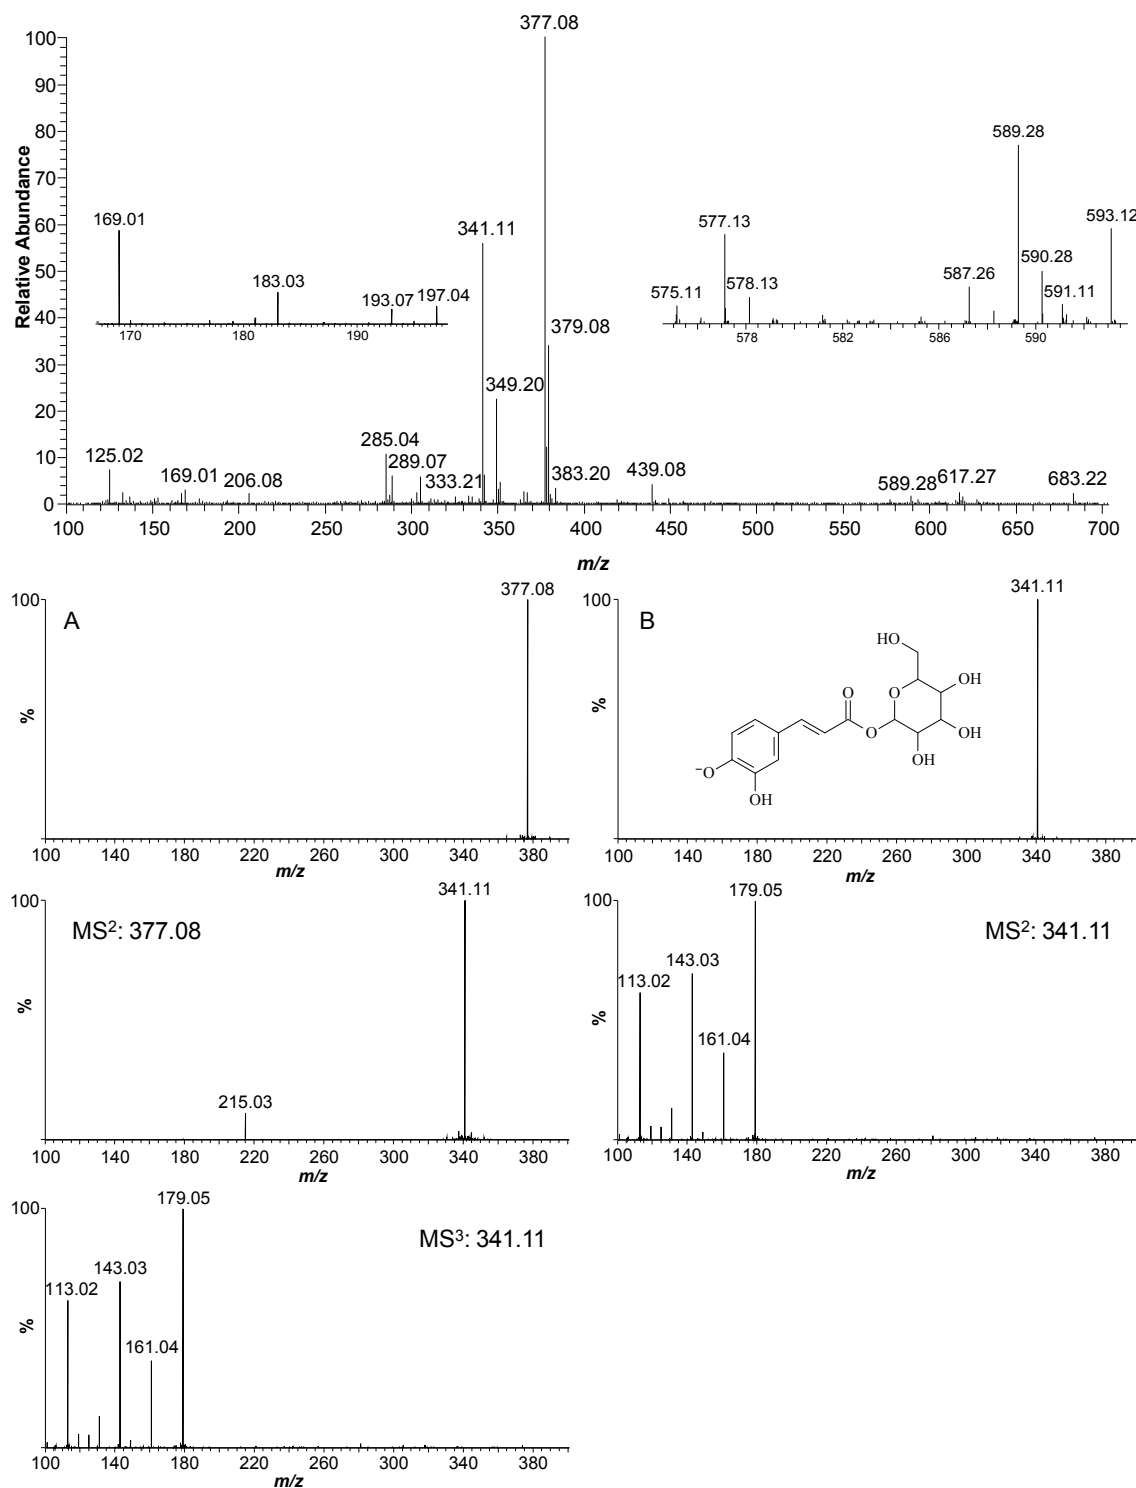 377.08
100
90
80
70
60
50
40
30
20
10
0
Relative Abundance
169.01
183.03
193.07
197.04
170
180
190
341.11
379.08
349.20
589.28
593.12
577.13
590.28
587.26
575.11
578.13
591.11
578
582
586
590
125.02
169.01
206.08
285.04
289.07
333.21
383.20
439.08
589.28
617.27
683.22
100 150 200 250 300 350 400 450 500 550 600 650 700
m/z
377.08
100
A
%
100 140 180 220 260 300 340 380
m/z
341.11
100
B
HO
OH
O
O
O
OH
OH
−O
OH
%
100 140 180 220 260 300 340 380
m/z
341.11
100
MS2: 377.08
%
215.03
100 140 180 220 260 300 340 380
m/z
179.05
100
MS2: 341.11
143.03
113.02
%
161.04
100 140 180 220 260 300 340 380
m/z
179.05
100
MS3: 341.11
143.03
113.02
%
161.04
100 140 180 220 260 300 340 380
m/z